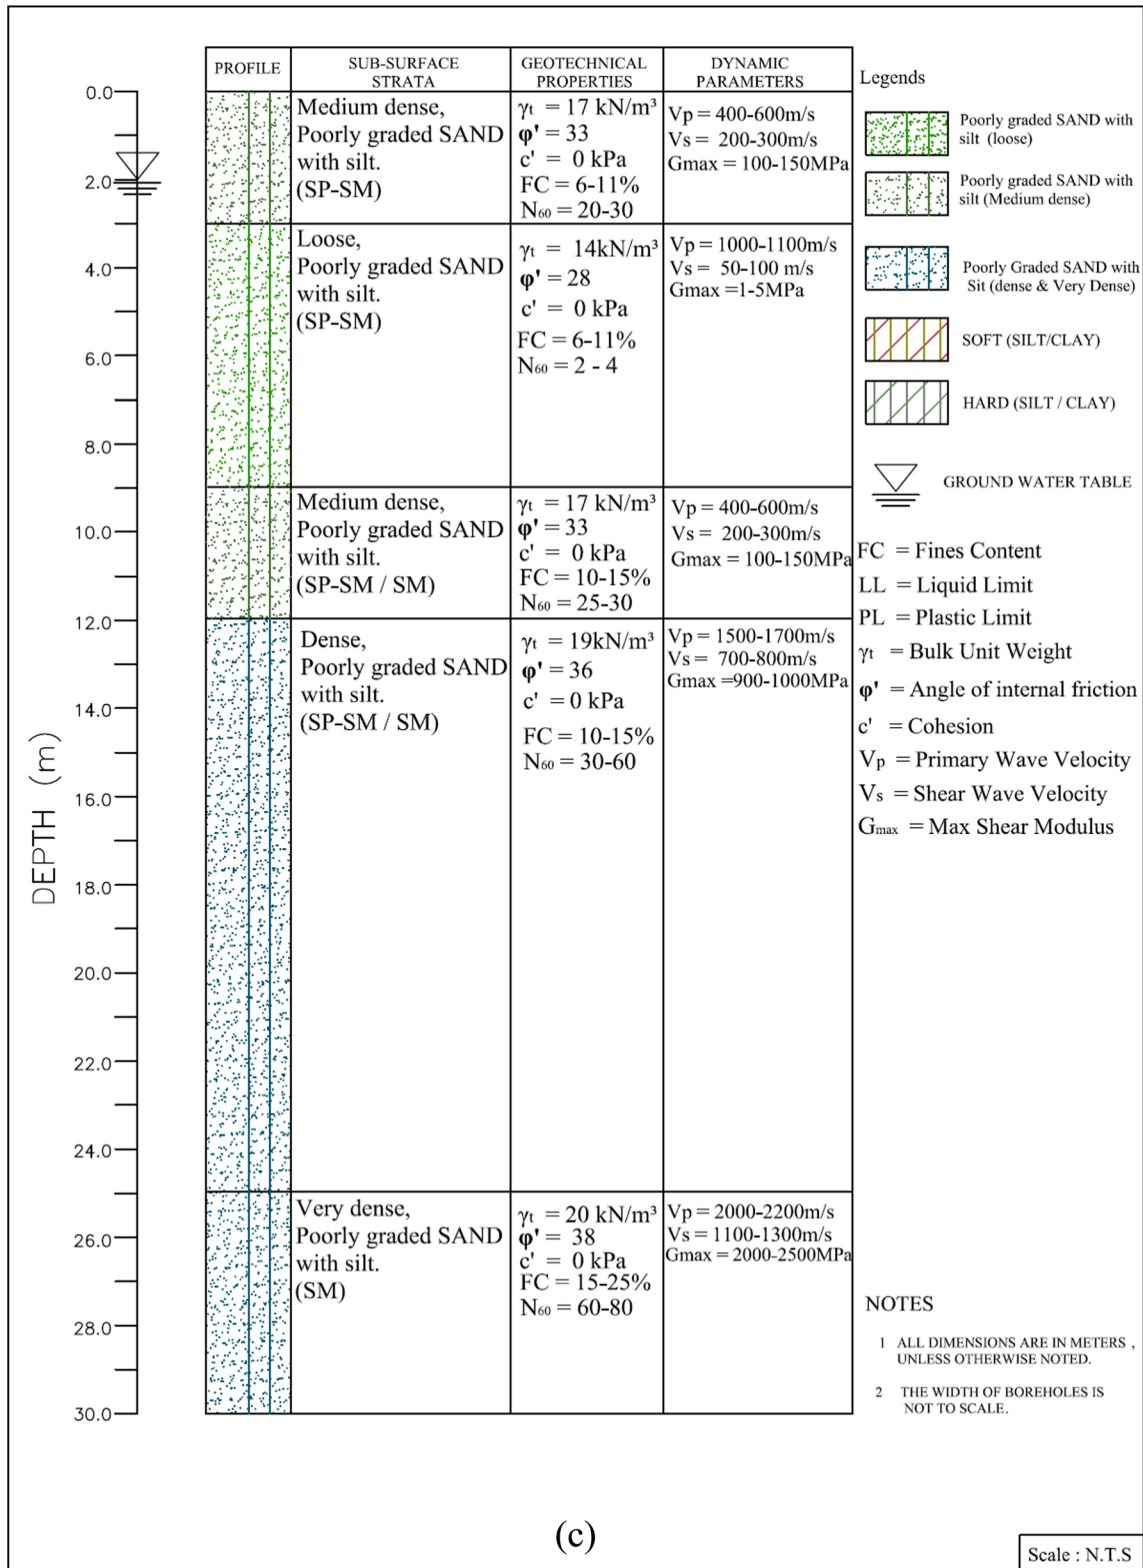 PROFILE
SUB-SURFACE
STRATA
GEOTECHNICAL
PROPERTIES
DYNAMIC
PARAMETERS
Medium dense,
Poorly graded SAND
with silt.
(SP-SM)
γt = 17 kN/m³
φ' = 33
c' = 0 kPa
FC = 6-11%
N60 = 20-30
Vp = 400-600m/s
Vs = 200-300m/s
Gmax = 100-150MPa
Loose,
Poorly graded SAND
with silt.
(SP-SM)
γt = 14kN/m³
φ' = 28
c' = 0 kPa
FC = 6-11%
N60 = 2 - 4
Vp = 1000-1100m/s
Vs = 50-100 m/s
Gmax =1-5MPa
Medium dense,
Poorly graded SAND
with silt.
(SP-SM / SM)
γt = 17 kN/m³
φ' = 33
c' = 0 kPa
FC = 10-15%
N60 = 25-30
Vp = 400-600m/s
Vs = 200-300m/s
Gmax = 100-150MPa
Dense,
Poorly graded SAND
with silt.
(SP-SM / SM)
γt = 19kN/m³
φ' = 36
c' = 0 kPa
FC = 10-15%
N60 = 30-60
Vp = 1500-1700m/s
Vs = 700-800m/s
Gmax =900-1000MPa
Very dense,
Poorly graded SAND
with silt.
(SM)
γt = 20 kN/m³
φ' = 38
c' = 0 kPa
FC = 15-25%
N60 = 60-80
Vp = 2000-2200m/s
Vs = 1100-1300m/s
Gmax = 2000-2500MPa
DEPTH (m)
0.0
2.0
4.0
6.0
8.0
10.0
12.0
14.0
16.0
18.0
20.0
22.0
24.0
26.0
28.0
30.0
Legends
Poorly graded SAND with
silt (loose)
Poorly graded SAND with
silt (Medium dense)
Poorly Graded SAND with
Sit (dense & Very Dense)
SOFT (SILT/CLAY)
HARD (SILT / CLAY)
GROUND WATER TABLE
FC = Fines Content
LL = Liquid Limit
PL = Plastic Limit
γt = Bulk Unit Weight
φ' = Angle of internal friction
c' = Cohesion
Vp = Primary Wave Velocity
Vs = Shear Wave Velocity
Gmax = Max Shear Modulus
NOTES
1 ALL DIMENSIONS ARE IN METERS ,
UNLESS OTHERWISE NOTED.
2 THE WIDTH OF BOREHOLES IS
NOT TO SCALE.
(c)
Scale : N.T.S